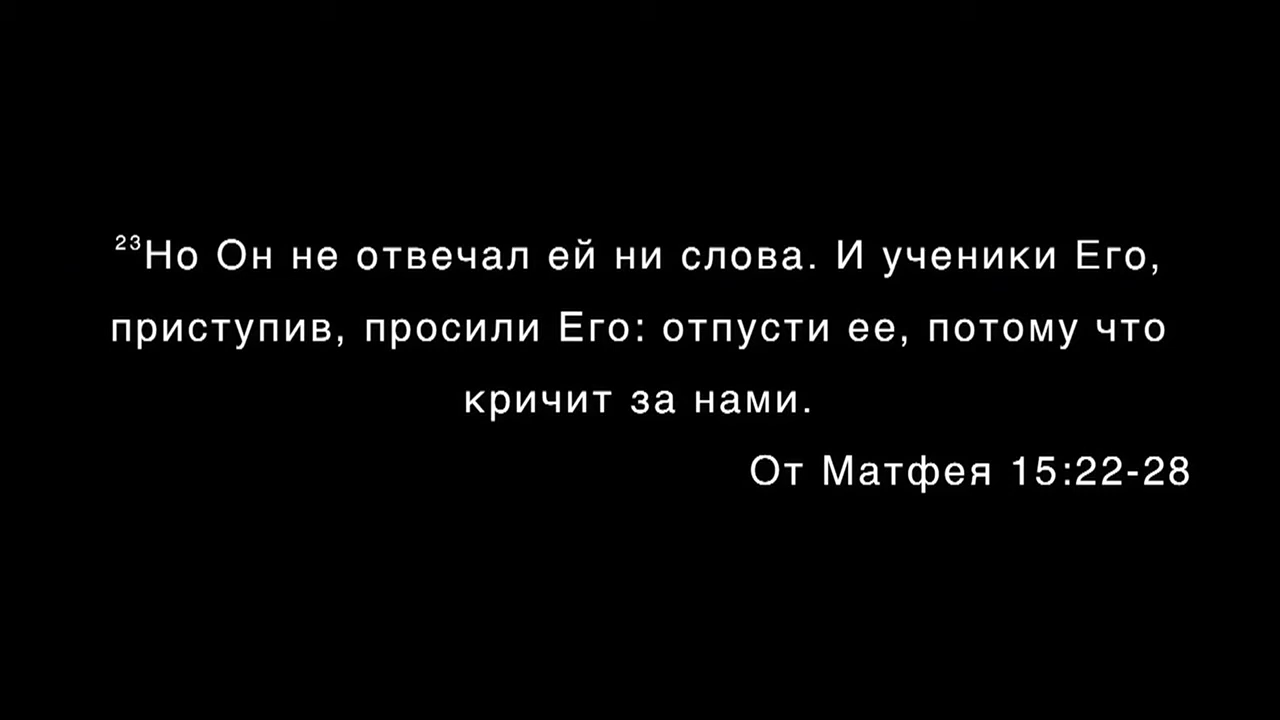 ²³Но Он не отвечал ей ни слова. И ученики Его,
приступив, просили Его: отпусти ее, потому что
кричит за нами.
От Матфея 15:22-28